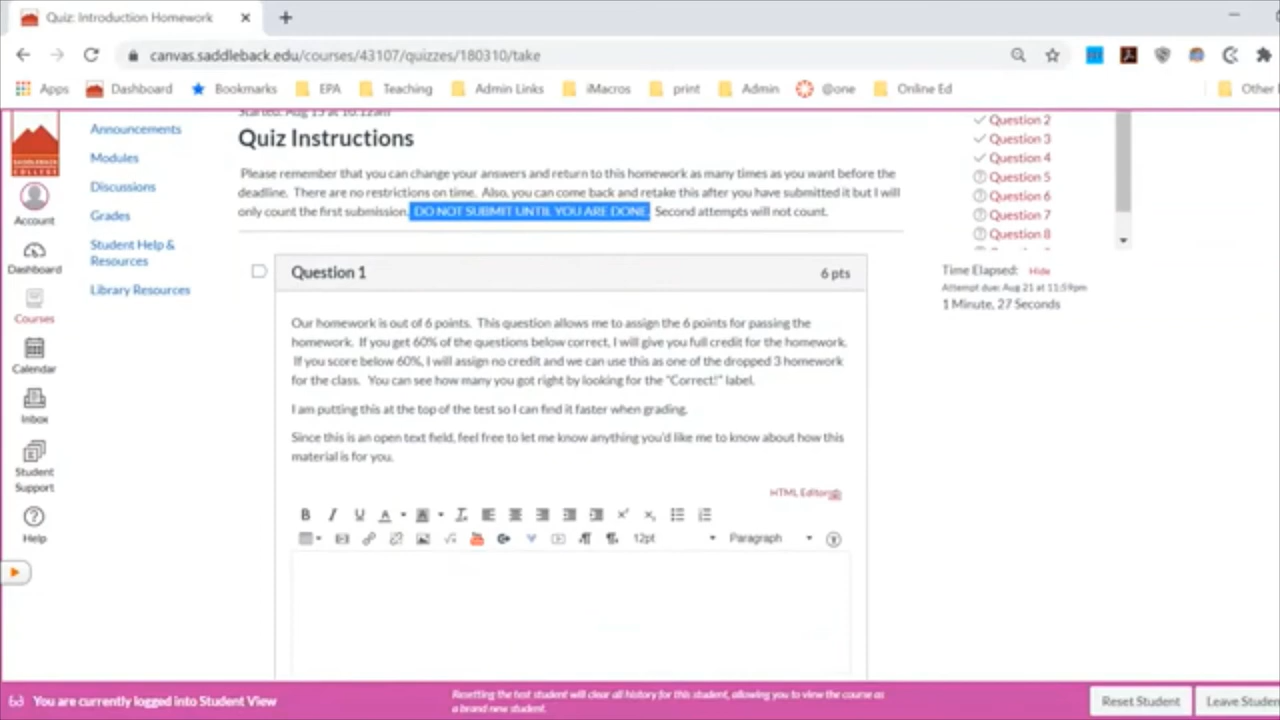 Quiz: Introduction Homework
canvas.saddleback.edu/courses/43107/quizzes/180310/take
Apps Dashboard Bookmarks EPA Teaching Admin Links iMacros print Admin @one Online Ed Other
SADDLEBACK
COLLEGE
Account
Dashboard
Courses
Calendar
Inbox
Student
Support
Help
Announcements
Modules
Discussions
Grades
Student Help &
Resources
Library Resources
Started: Aug 15 at 10:12am
Quiz Instructions
Please remember that you can change your answers and return to this homework as many times as you want before the
deadline. There are no restrictions on time. Also, you can come back and retake this after you have submitted it but I will
only count the first submission. DO NOT SUBMIT UNTIL YOU ARE DONE. Second attempts will not count.
Question 1 6 pts
Our homework is out of 6 points. This question allows me to assign the 6 points for passing the
homework. If you get 60% of the questions below correct, I will give you full credit for the homework.
If you score below 60%, I will assign no credit and we can use this as one of the dropped 3 homework
for the class. You can see how many you got right by looking for the "Correct!" label.
I am putting this at the top of the test so I can find it faster when grading.
Since this is an open text field, feel free to let me know anything you'd like me to know about how this
material is for you.
HTML Editor
12pt Paragraph
Question 2
Question 3
Question 4
Question 5
Question 6
Question 7
Question 8
Time Elapsed: Hide
Attempt due: Aug 21 at 11:59pm
1 Minute, 27 Seconds
You are currently logged into Student View
Resetting the test student will clear all history for this student, allowing you to view the course as
a brand new student.
Reset Student
Leave Studen